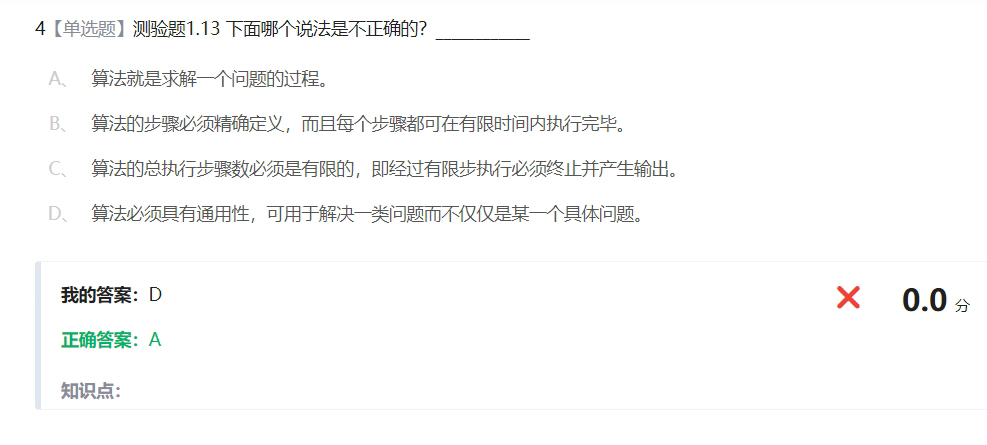 4【单选题】测验题1.13 下面哪个说法是不正确的？___________
A、 算法就是求解一个问题的过程。
B、 算法的步骤必须精确定义，而且每个步骤都可在有限时间内执行完毕。
C、 算法的总执行步骤数必须是有限的，即经过有限步执行必须终止并产生输出。
D、 算法必须具有通用性，可用于解决一类问题而不仅仅是某一个具体问题。
我的答案：D ❌ 0.0 分
正确答案：A
知识点：